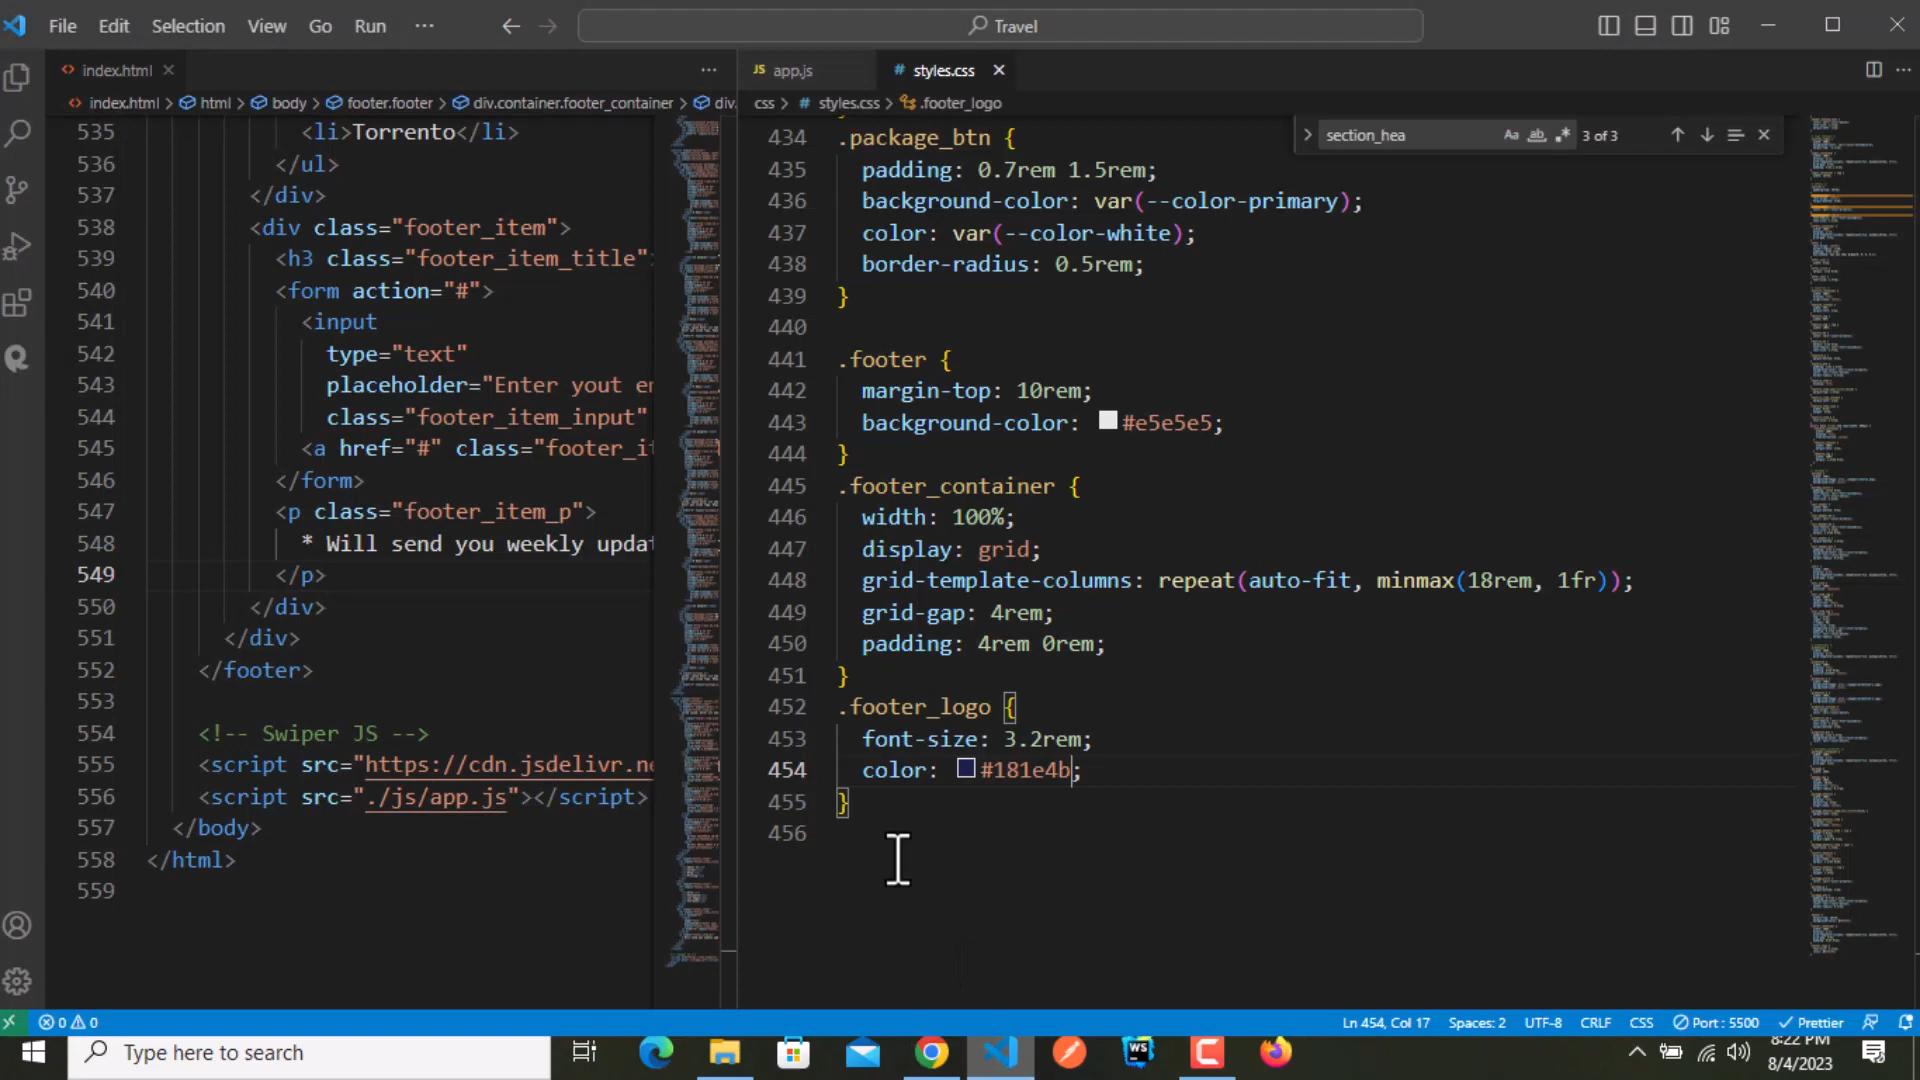 File Edit Selection View Go Run ··· Travel
index.html
index.html > html > body > footer.footer > div.container.footer_container > div.
535 <li>Torrento</li>
536 </ul>
537 </div>
538 <div class="footer_item">
539 <h3 class="footer_item_title"
540 <form action="#">
541 <input
542 type="text"
543 placeholder="Enter yout
544 class="footer_item_input"
545 <a href="#" class="footer_it
546 </form>
547 <p class="footer_item_p">
548 * Will send you weekly updat
549 </p>
550 </div>
551 </div>
552 </footer>
553
554 <!-- Swiper JS -->
555 <script src="https://cdn.jsdelivr.ne
556 <script src="./js/app.js"></script>
557 </body>
558 </html>
559
JS app.js # styles.css
css > # styles.css > .footer_logo
section_hea Aa ab 3 of 3
434 .package_btn {
435 padding: 0.7rem 1.5rem;
436 background-color: var(--color-primary);
437 color: var(--color-white);
438 border-radius: 0.5rem;
439 }
440
441 .footer {
442 margin-top: 10rem;
443 background-color: #e5e5e5;
444 }
445 .footer_container {
446 width: 100%;
447 display: grid;
448 grid-template-columns: repeat(auto-fit, minmax(18rem, 1fr));
449 grid-gap: 4rem;
450 padding: 4rem 0rem;
451 }
452 .footer_logo {
453 font-size: 3.2rem;
454 color: #181e4b;
455 }
456
0 0 Ln 454, Col 17 Spaces: 2 UTF-8 CRLF CSS Port : 5500 Prettier
Type here to search
WS
8:22 PM
8/4/2023